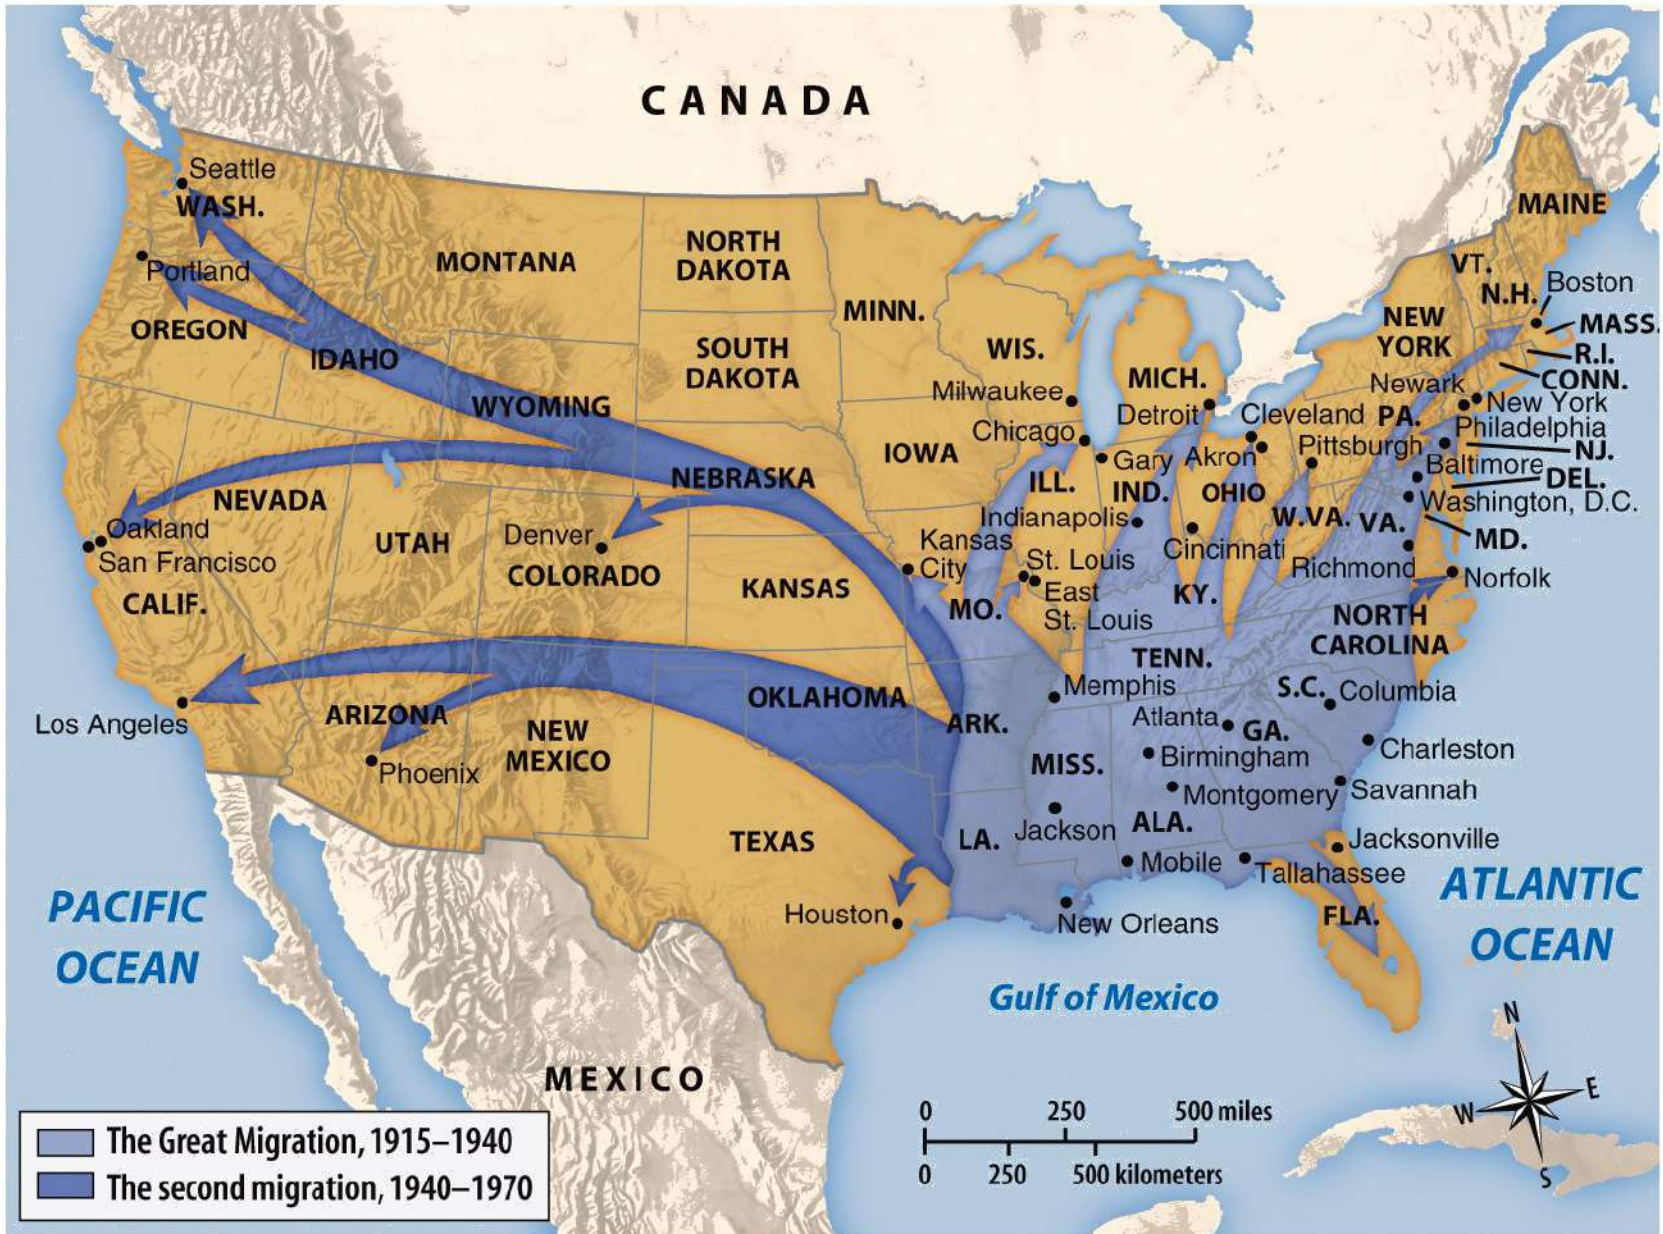 CANADA
Seattle
WASH.
MAINE
NORTH
DAKOTA
MONTANA
VT.
Portland
Boston
N.H.
MINN.
NEW
YORK
MASS.
OREGON
SOUTH
DAKOTA
WIS.
R.I.
IDAHO
MICH.
CONN.
Milwaukee
Newark
WYOMING
Detroit
Cleveland
PA.
New York
Chicago
Philadelphia
IOWA
Gary
Akron
Pittsburgh
NJ.
NEBRASKA
ILL.
IND.
OHIO
Baltimore
DEL.
NEVADA
Washington, D.C.
Indianapolis
W.VA.
VA.
Oakland
Denver
UTAH
Kansas
City
Cincinnati
MD.
San Francisco
St. Louis
Richmond
COLORADO
KANSAS
East
St. Louis
KY.
Norfolk
CALIF.
MO.
NORTH
CAROLINA
TENN.
Memphis
S.C.
Columbia
OKLAHOMA
Los Angeles
ARIZONA
ARK.
Atlanta
GA.
NEW
MEXICO
Charleston
MISS.
Birmingham
Phoenix
Montgomery
Savannah
TEXAS
LA.
Jackson
ALA.
Jacksonville
Mobile
Tallahassee
PACIFIC
OCEAN
ATLANTIC
OCEAN
Houston
New Orleans
FLA.
Gulf of Mexico
N
MEXICO
E
W
S
0 250 500 miles
0 250 500 kilometers
The Great Migration, 1915–1940
The second migration, 1940–1970